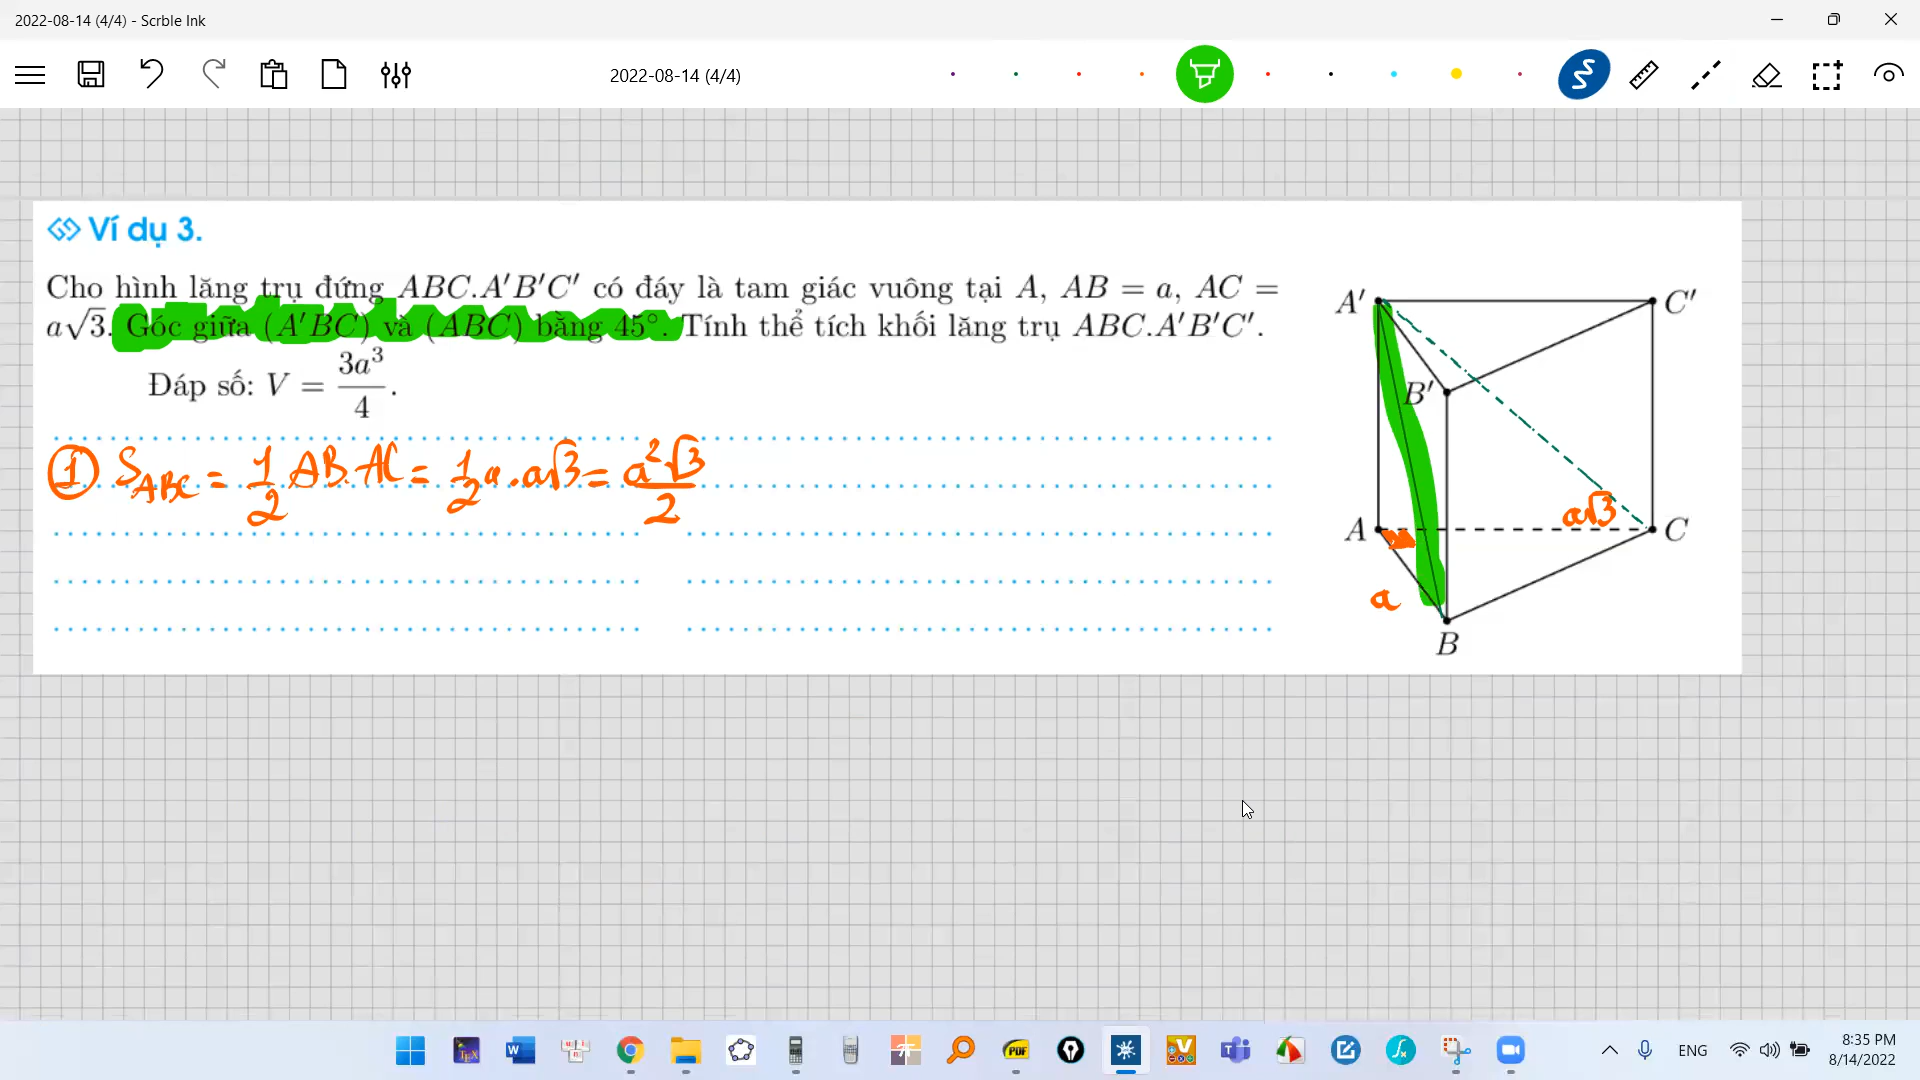 2022-08-14 (4/4) - Scrble Ink
2022-08-14 (4/4)
Ví dụ 3.
Cho hình lăng trụ đứng ABC.A′B′C′ có đáy là tam giác vuông tại A, AB = a, AC =
a√3. Góc giữa (A′BC) và (ABC) bằng 45°. Tính thể tích khối lăng trụ ABC.A′B′C′.
Đáp số: V = 3a³/4.
① S_ABC = 1/2 AB.AC = 1/2 a.a√3 = a²√3/2
A′
C′
B′
a√3
A
C
a
B
ENG
8:35 PM
8/14/2022